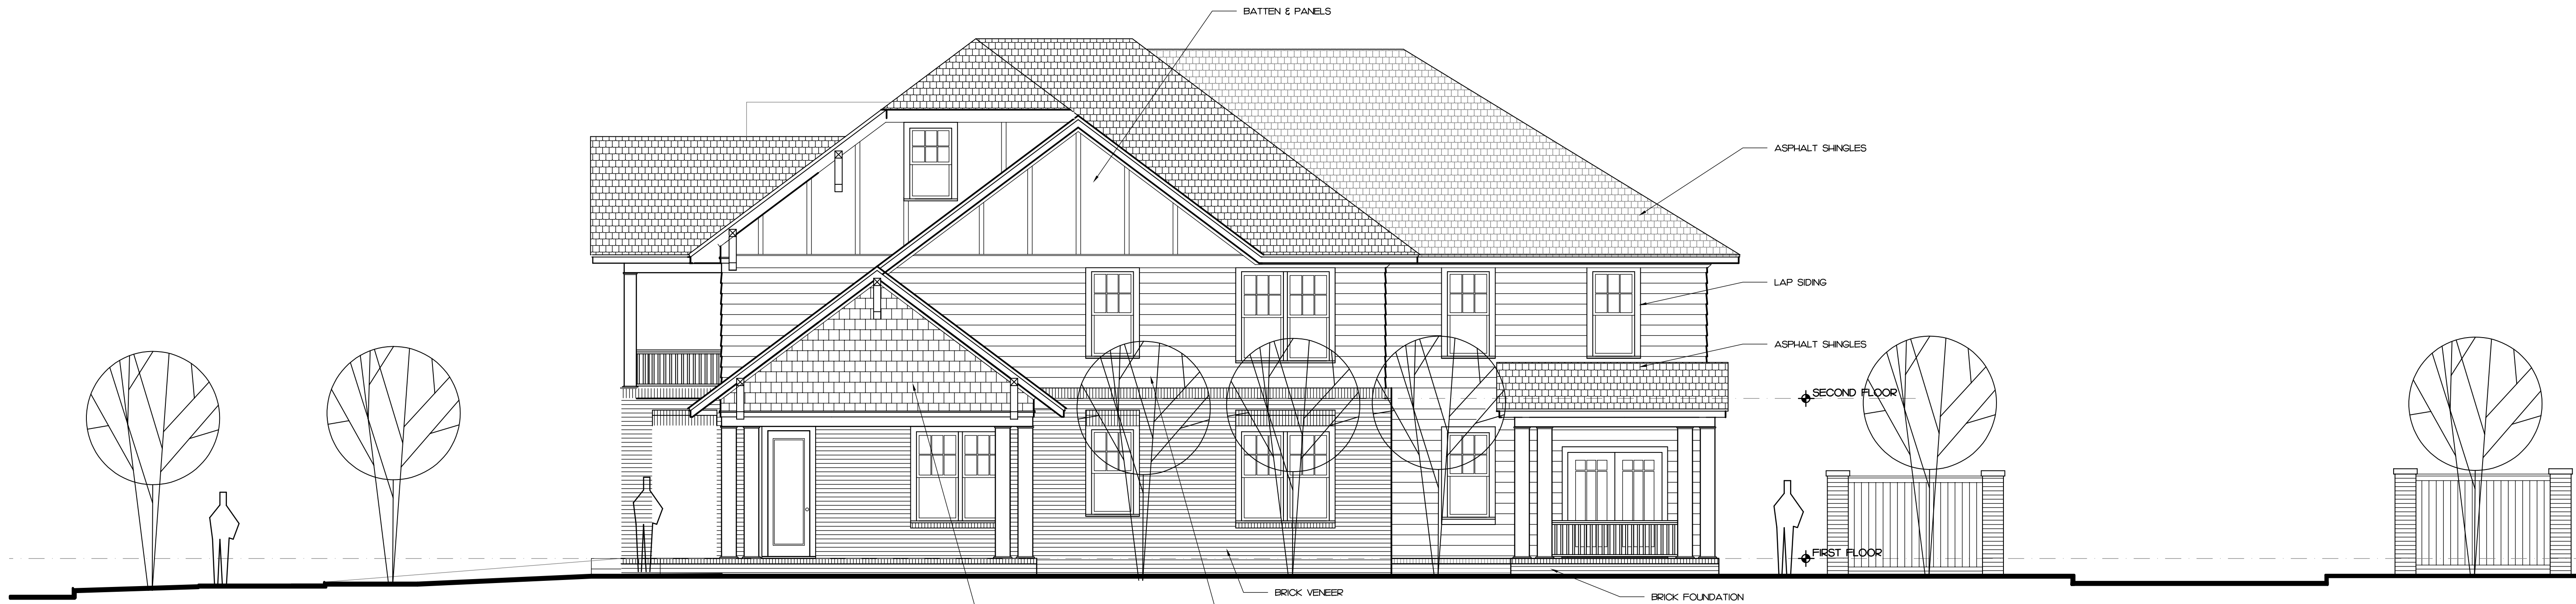 BATTEN & PANELS
ASPHALT SHINGLES
LAP SIDING
ASPHALT SHINGLES
SECOND FLOOR
FIRST FLOOR
BRICK VENEER
BRICK FOUNDATION